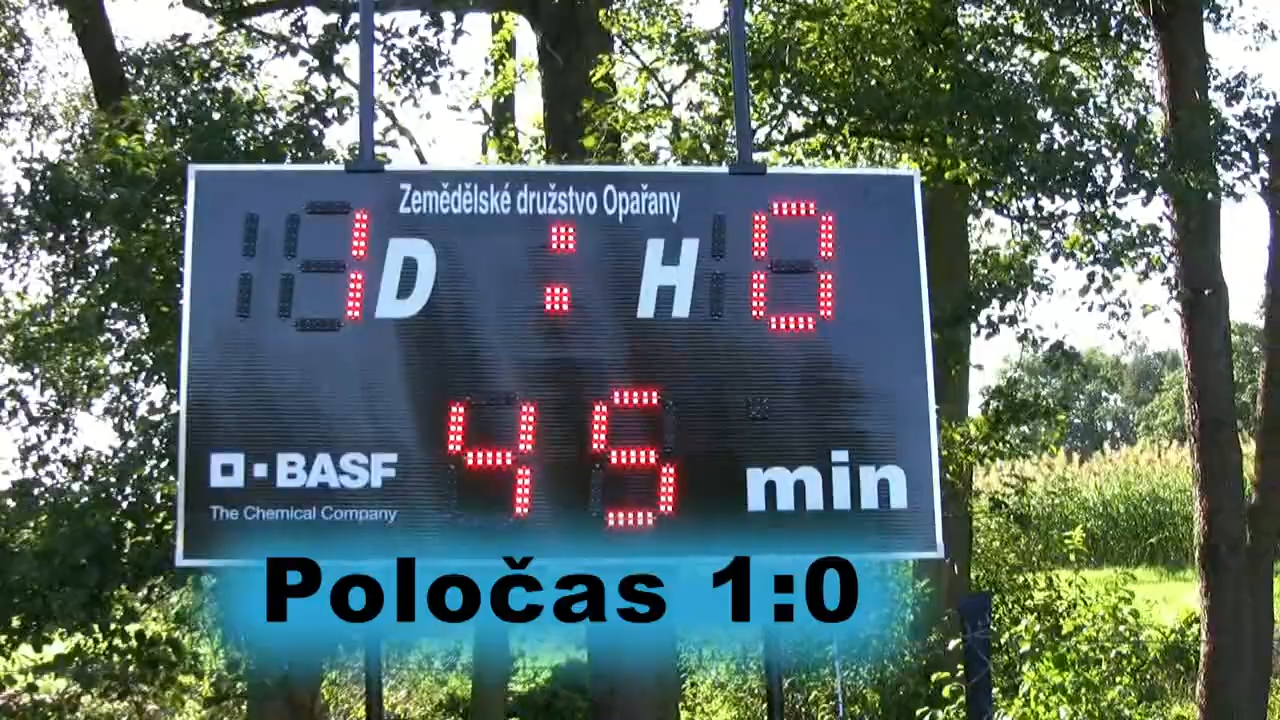 Zemědělské družstvo Opařany
1 D : H 0
45 min
BASF
The Chemical Company
Poločas 1:0